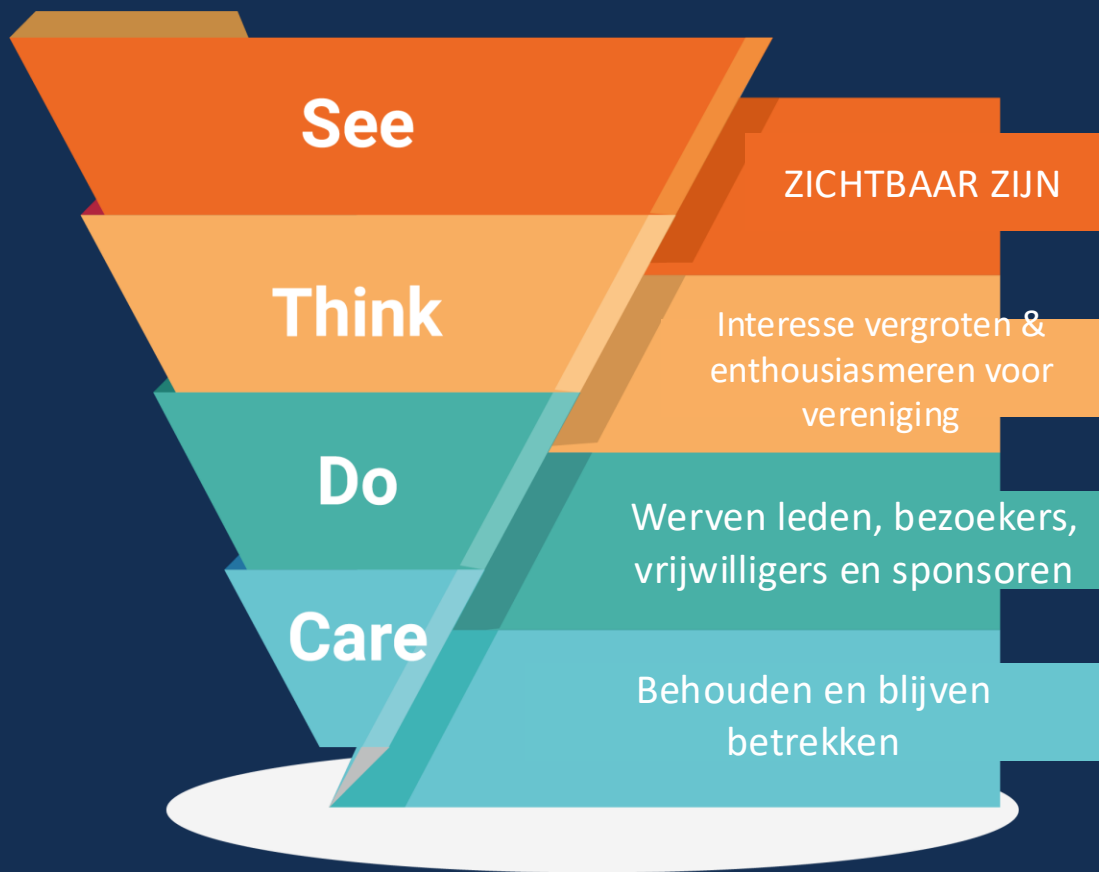 See
ZICHTBAAR ZIJN
Think
Interesse vergroten &
enthousiasmeren voor
vereniging
Do
Werven leden, bezoekers,
vrijwilligers en sponsoren
Care
Behouden en blijven
betrekken